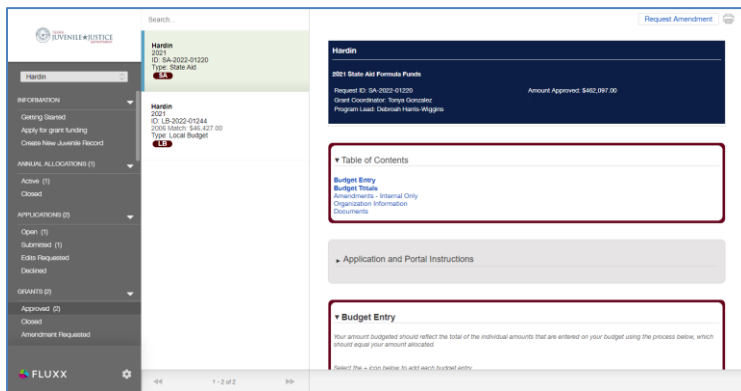 TEXAS
JUVENILE★JUSTICE
DEPARTMENT
Hardin
INFORMATION
Getting Started
Apply for grant funding
Create New Juvenile Record
ANNUAL ALLOCATIONS (1)
Active (1)
Closed
APPLICATIONS (2)
Open (1)
Submitted (1)
Edits Requested
Declined
GRANTS (2)
Approved (2)
Closed
Amendment Requested
FLUXX
Search...
Hardin
2021
ID: SA-2022-01220
Type: State Aid
SA
Hardin
2021
ID: LB-2022-01244
2006 Match: $46,427.00
Type: Local Budget
LB
1 - 2 of 2
Request Amendment
Hardin
2021 State Aid Formula Funds
Request ID: SA-2022-01220 Amount Approved: $462,097.00
Grant Coordinator: Tonya Gonzalez
Program Lead: Debroah Harris-Wiggins
▾ Table of Contents
Budget Entry
Budget Totals
Amendments - Internal Only
Organization Information
Documents
▸ Application and Portal Instructions
▾ Budget Entry
Your amount budgeted should reflect the total of the individual amounts that are entered on your budget using the process below, which
should equal your amount allocated.
Select the + icon below to add each budget entry